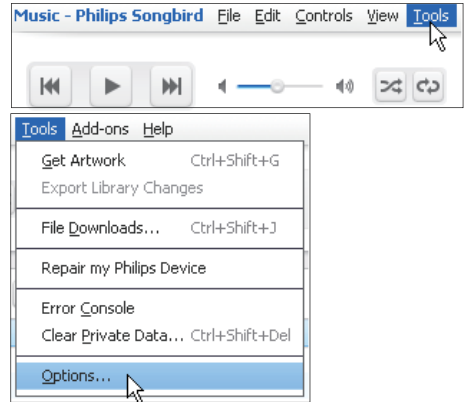 Music - Philips Songbird File Edit Controls View Tools
Tools Add-ons Help
Get Artwork Ctrl+Shift+G
Export Library Changes
File Downloads... Ctrl+Shift+J
Repair my Philips Device
Error Console
Clear Private Data... Ctrl+Shift+Del
Options...